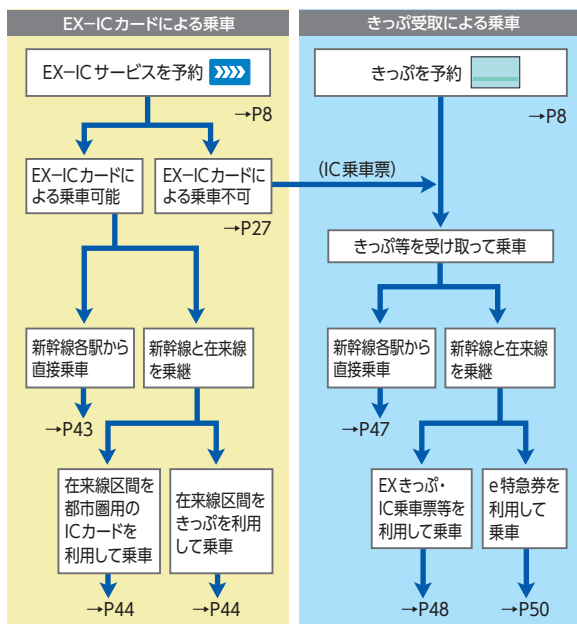 EX−ICカードによる乗車
EX−ICサービスを予約
→P8
EX−ICカードに
よる乗車可能
EX−ICカードに
よる乗車不可
→P27
新幹線各駅から
直接乗車
→P43
新幹線と在来線
を乗継
在来線区間を
都市圏用の
ICカードを
利用して乗車
→P44
在来線区間を
きっぷを利用
して乗車
→P44
きっぷ受取による乗車
きっぷを予約
→P8
(IC乗車票)
きっぷ等を受け取って乗車
新幹線各駅から
直接乗車
→P47
新幹線と在来線
を乗継
EXきっぷ・
IC乗車票等を
利用して乗車
→P48
e特急券を
利用して
乗車
→P50